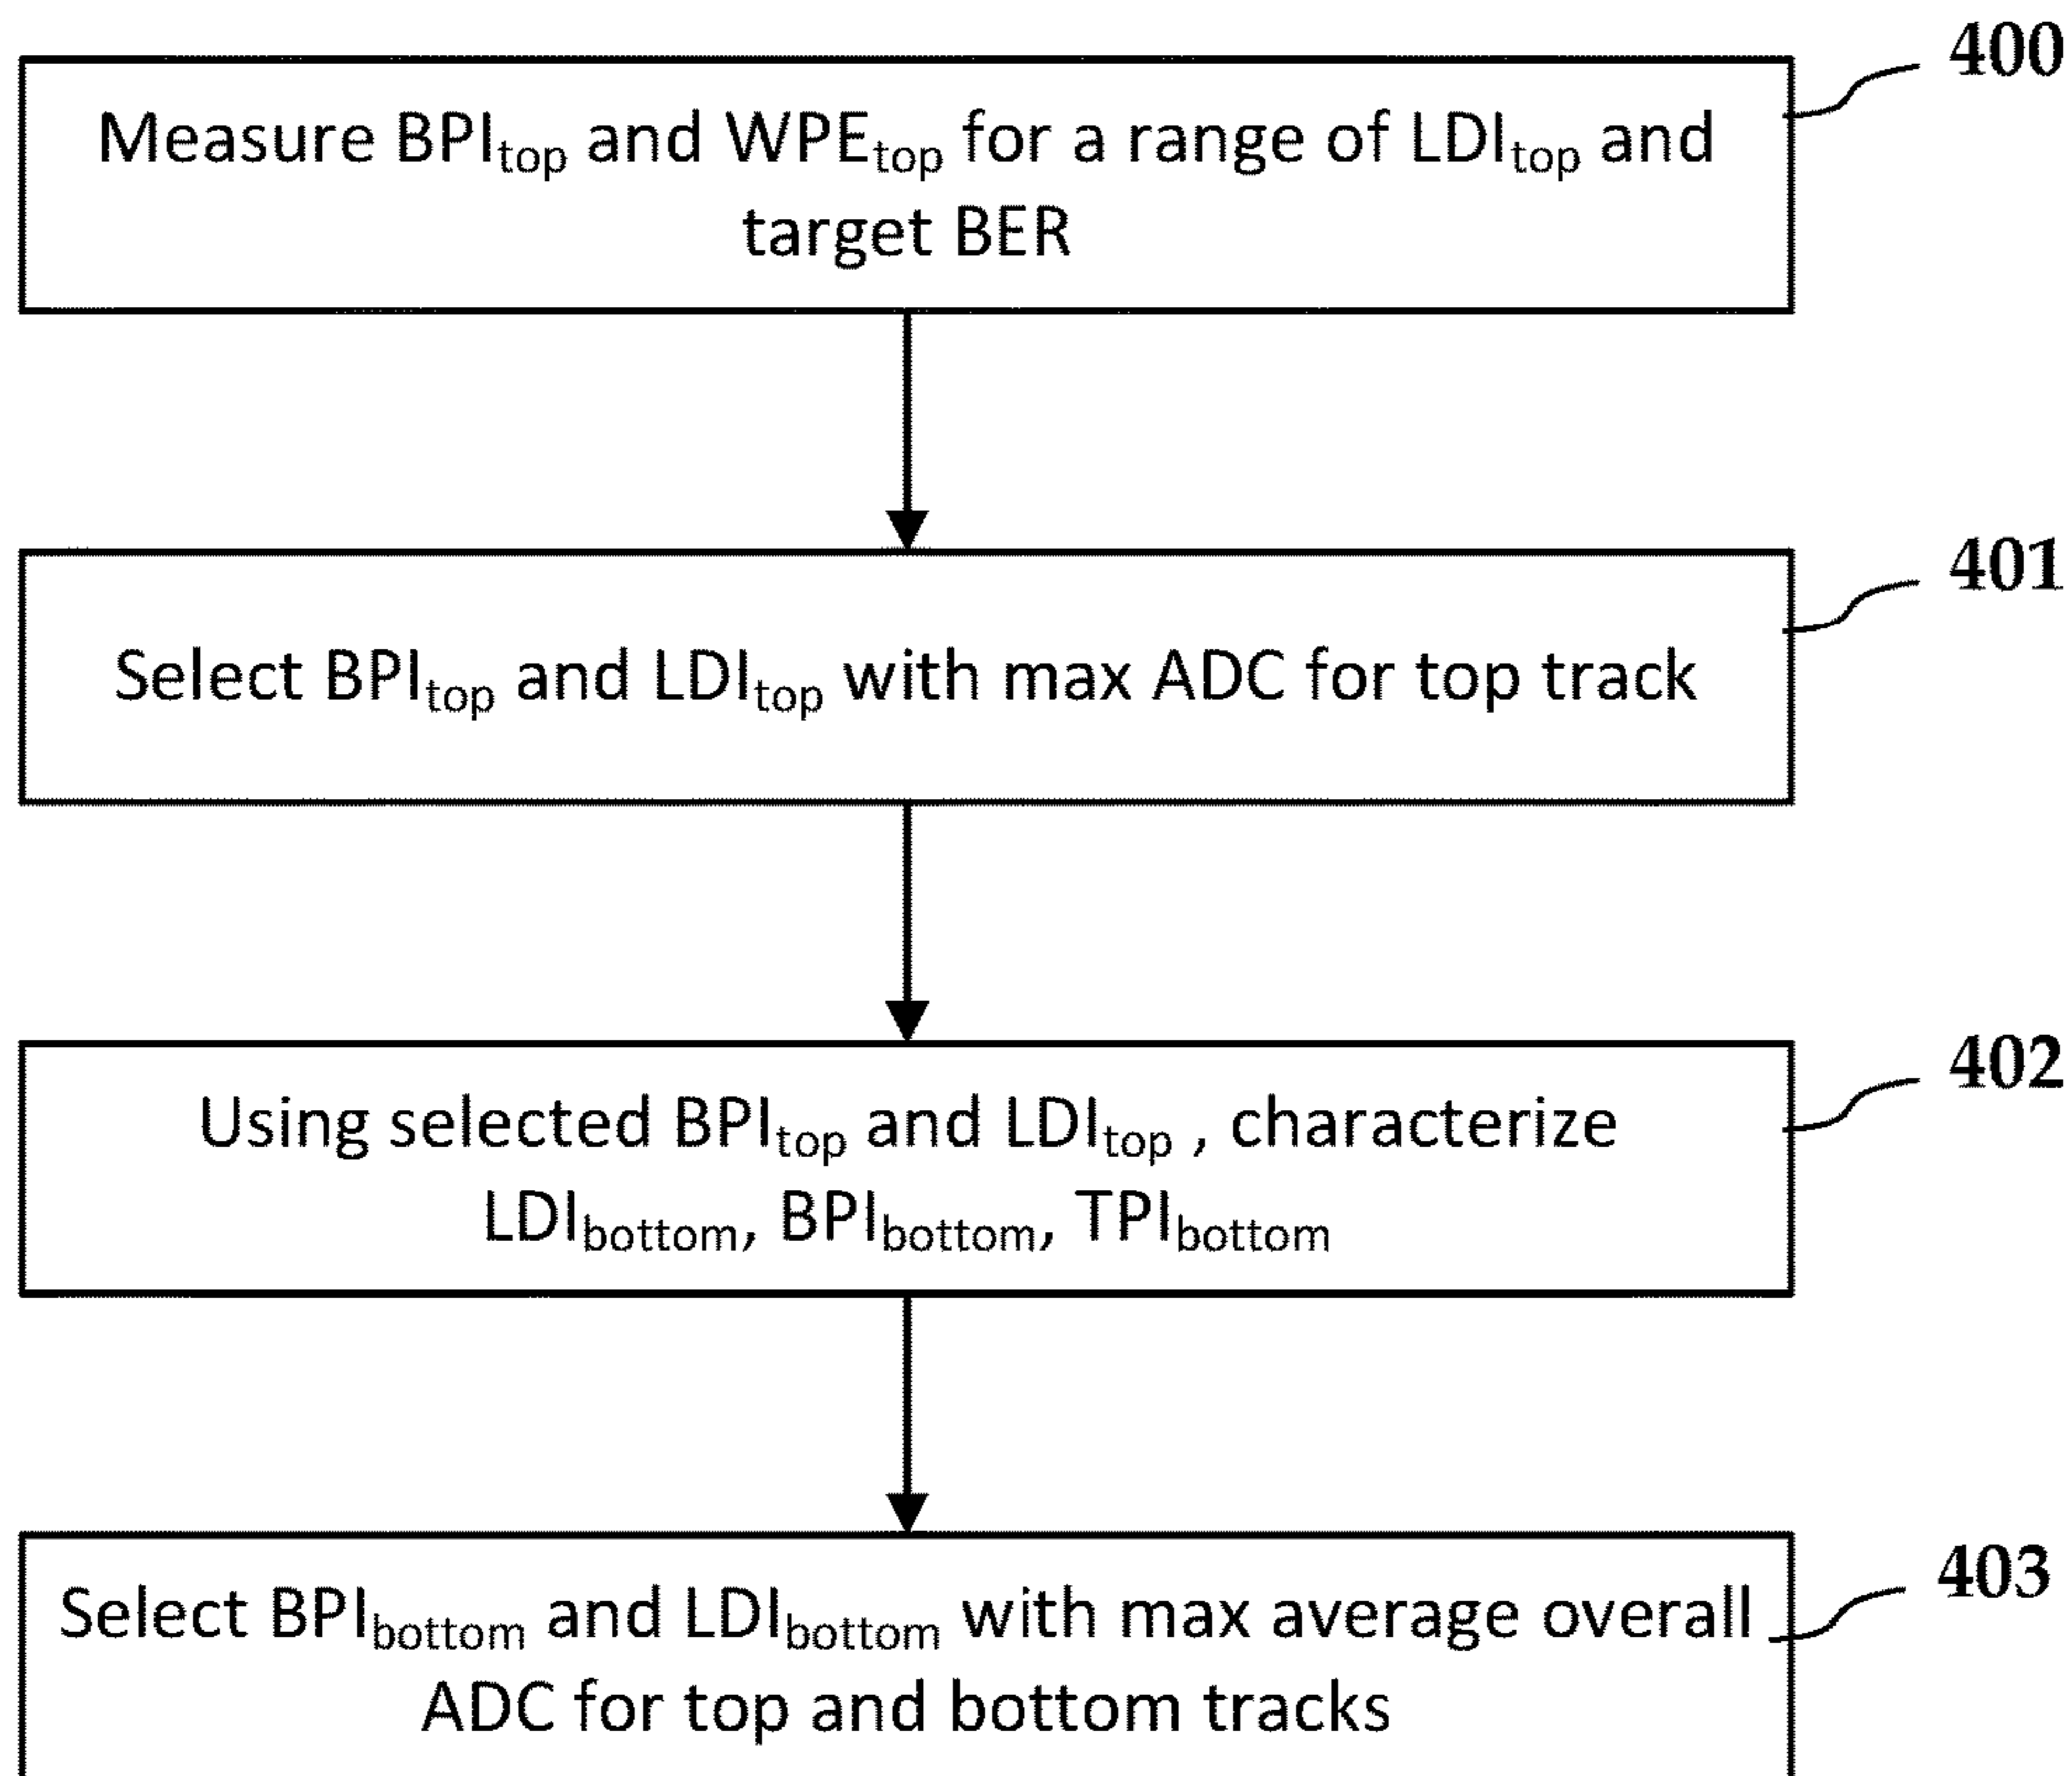 400
Measure BPItop and WPEtop for a range of LDItop and
target BER
401
Select BPItop and LDItop with max ADC for top track
402
Using selected BPItop and LDItop , characterize
LDIbottom, BPIbottom, TPIbottom
403
Select BPIbottom and LDIbottom with max average overall
ADC for top and bottom tracks